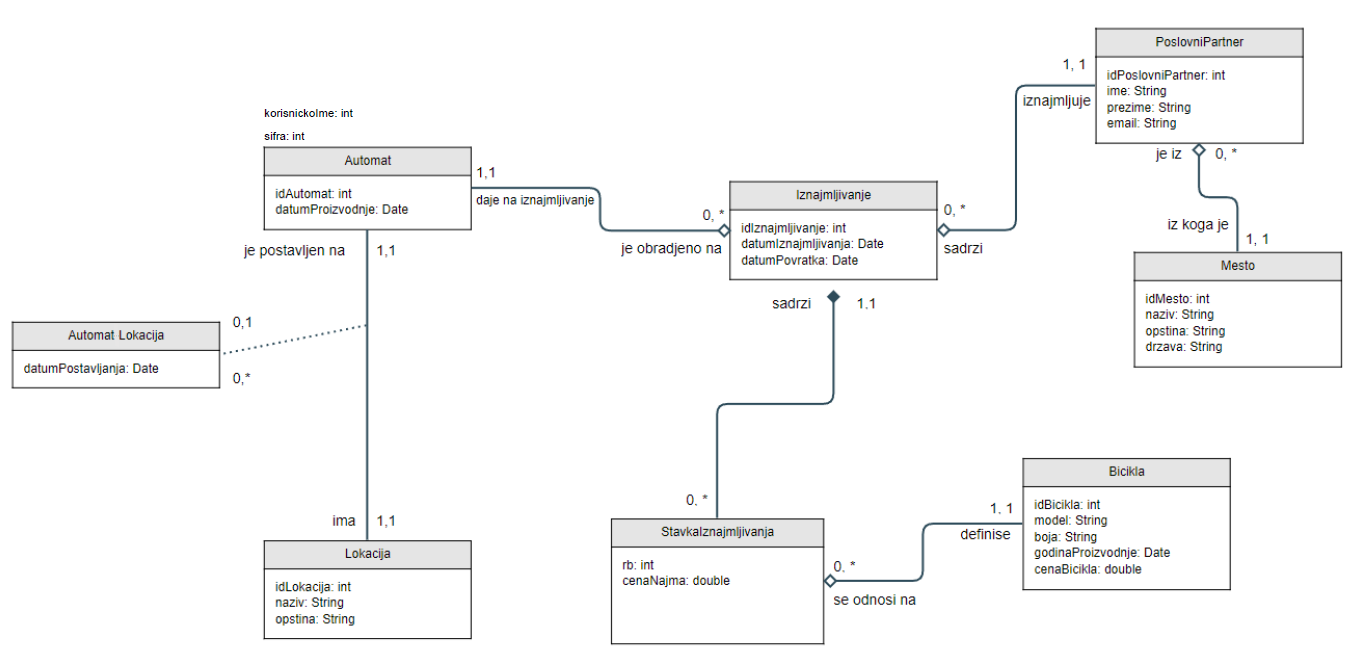 korisnickoIme: int
sifra: int
Automat
idAutomat: int
datumProizvodnje: Date
1,1
daje na iznajmljivanje
je postavljen na
1,1
Automat Lokacija
datumPostavljanja: Date
0,1
0,*
ima
1,1
Lokacija
idLokacija: int
naziv: String
opstina: String
0, *
je obradjeno na
Iznajmljivanje
idIznajmljivanje: int
datumIznajmljivanja: Date
datumPovratka: Date
0, *
sadrzi
sadrzi
1,1
1, 1
iznajmljuje
PoslovniPartner
idPoslovniPartner: int
ime: String
prezime: String
email: String
je iz
0, *
iz koga je
1, 1
Mesto
idMesto: int
naziv: String
opstina: String
drzava: String
0, *
StavkaIznajmljivanja
rb: int
cenaNajma: double
0, *
se odnosi na
1, 1
definise
Bicikla
idBicikla: int
model: String
boja: String
godinaProizvodnje: Date
cenaBicikla: double